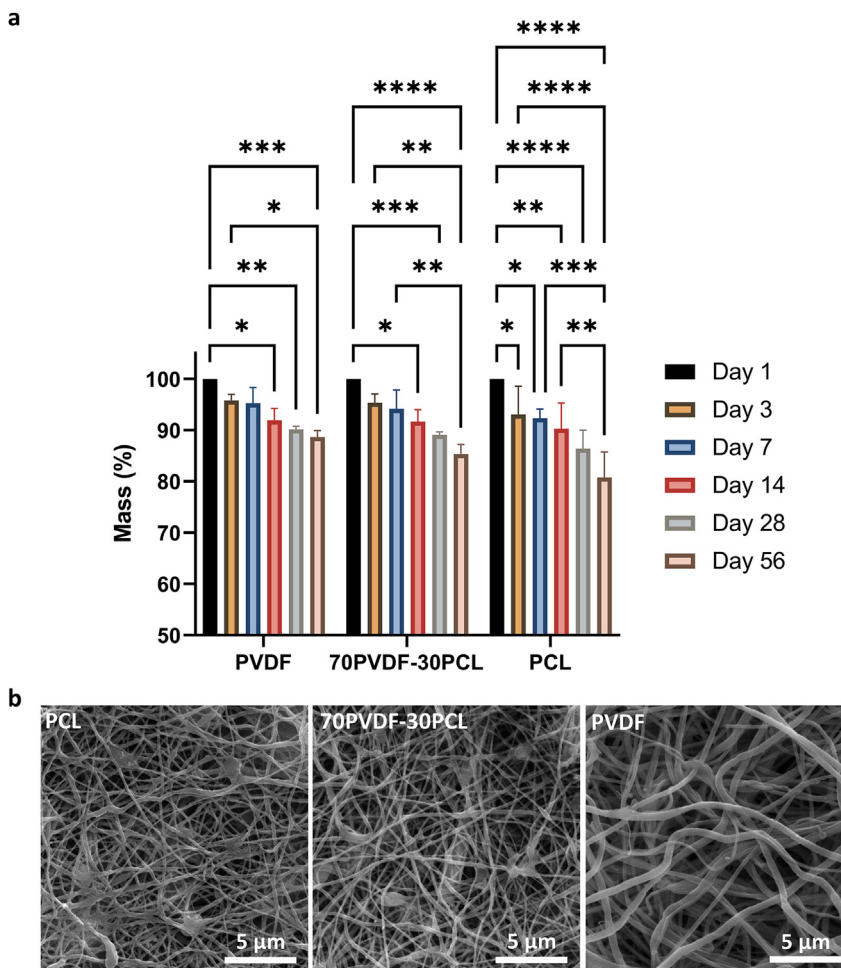 a
****
**** ****
*** ** ****
* *** **
** ** * ***
* * * **
100
90
80
70
60
50
Mass (%)
PVDF 70PVDF-30PCL PCL
Day 1
Day 3
Day 7
Day 14
Day 28
Day 56
b
PCL 70PVDF-30PCL PVDF
5 μm 5 μm 5 μm